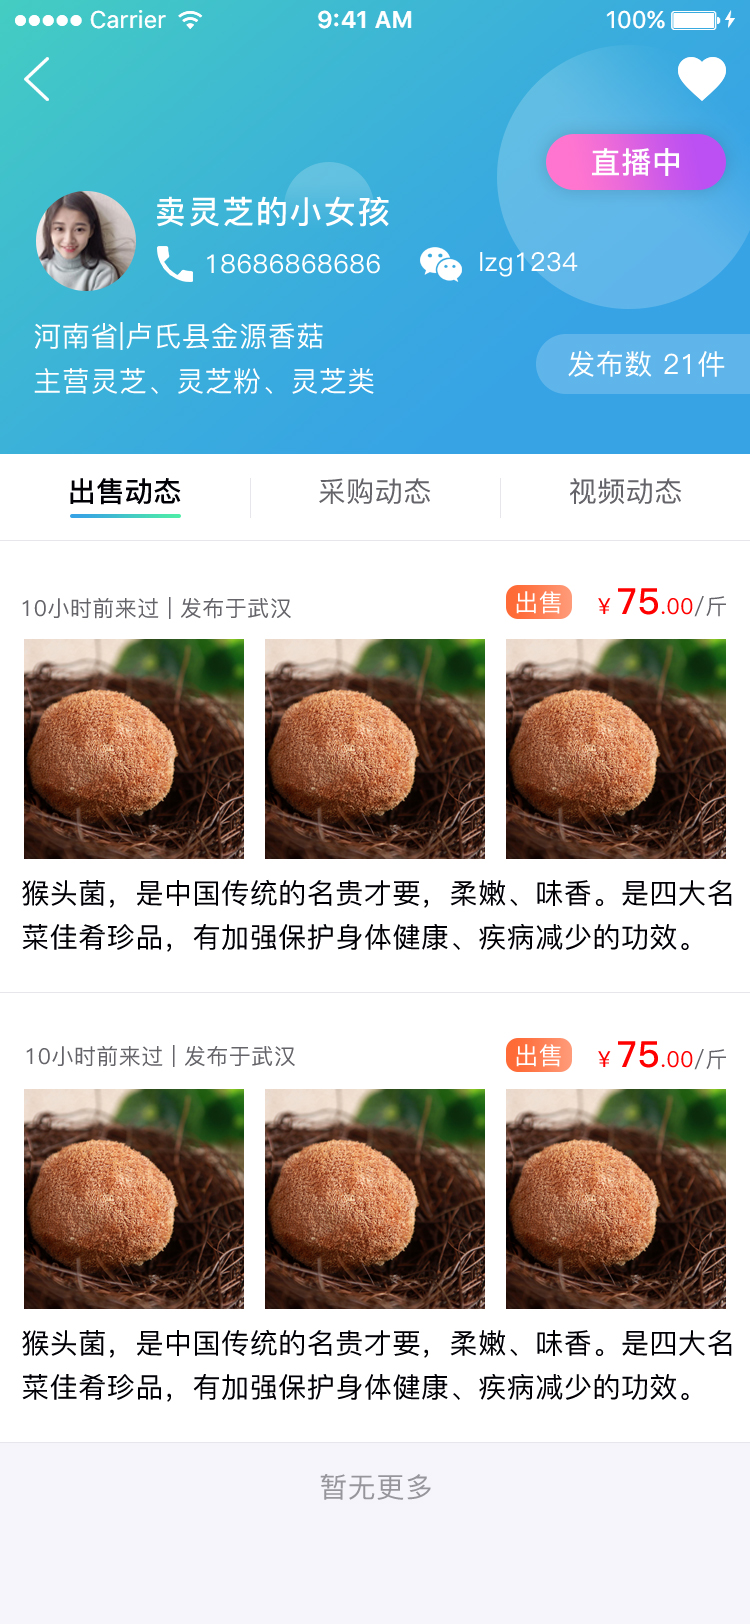 Carrier 9:41 AM 100%
直播中
卖灵芝的小女孩
18686868686 lzg1234
河南省|卢氏县金源香菇
主营灵芝、灵芝粉、灵芝类
发布数 21件
出售动态 采购动态 视频动态
10小时前来过 | 发布于武汉 出售 ¥75.00/斤
猴头菌，是中国传统的名贵才要，柔嫩、味香。是四大名
菜佳肴珍品，有加强保护身体健康、疾病减少的功效。
10小时前来过 | 发布于武汉 出售 ¥75.00/斤
猴头菌，是中国传统的名贵才要，柔嫩、味香。是四大名
菜佳肴珍品，有加强保护身体健康、疾病减少的功效。
暂无更多